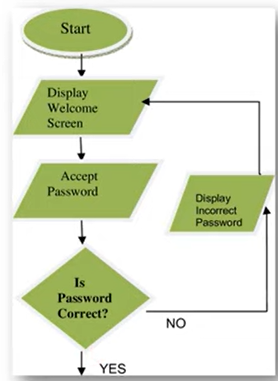 Start
Display
Welcome
Screen
Accept
Password
Display
Incorrect
Password
Is
Password
Correct?
NO
YES